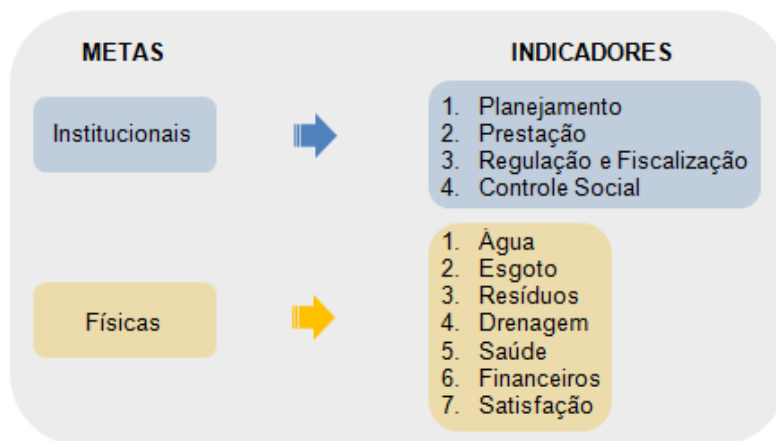 METAS
INDICADORES
Institucionais
1. Planejamento
2. Prestação
3. Regulação e Fiscalização
4. Controle Social
Físicas
1. Água
2. Esgoto
3. Resíduos
4. Drenagem
5. Saúde
6. Financeiros
7. Satisfação